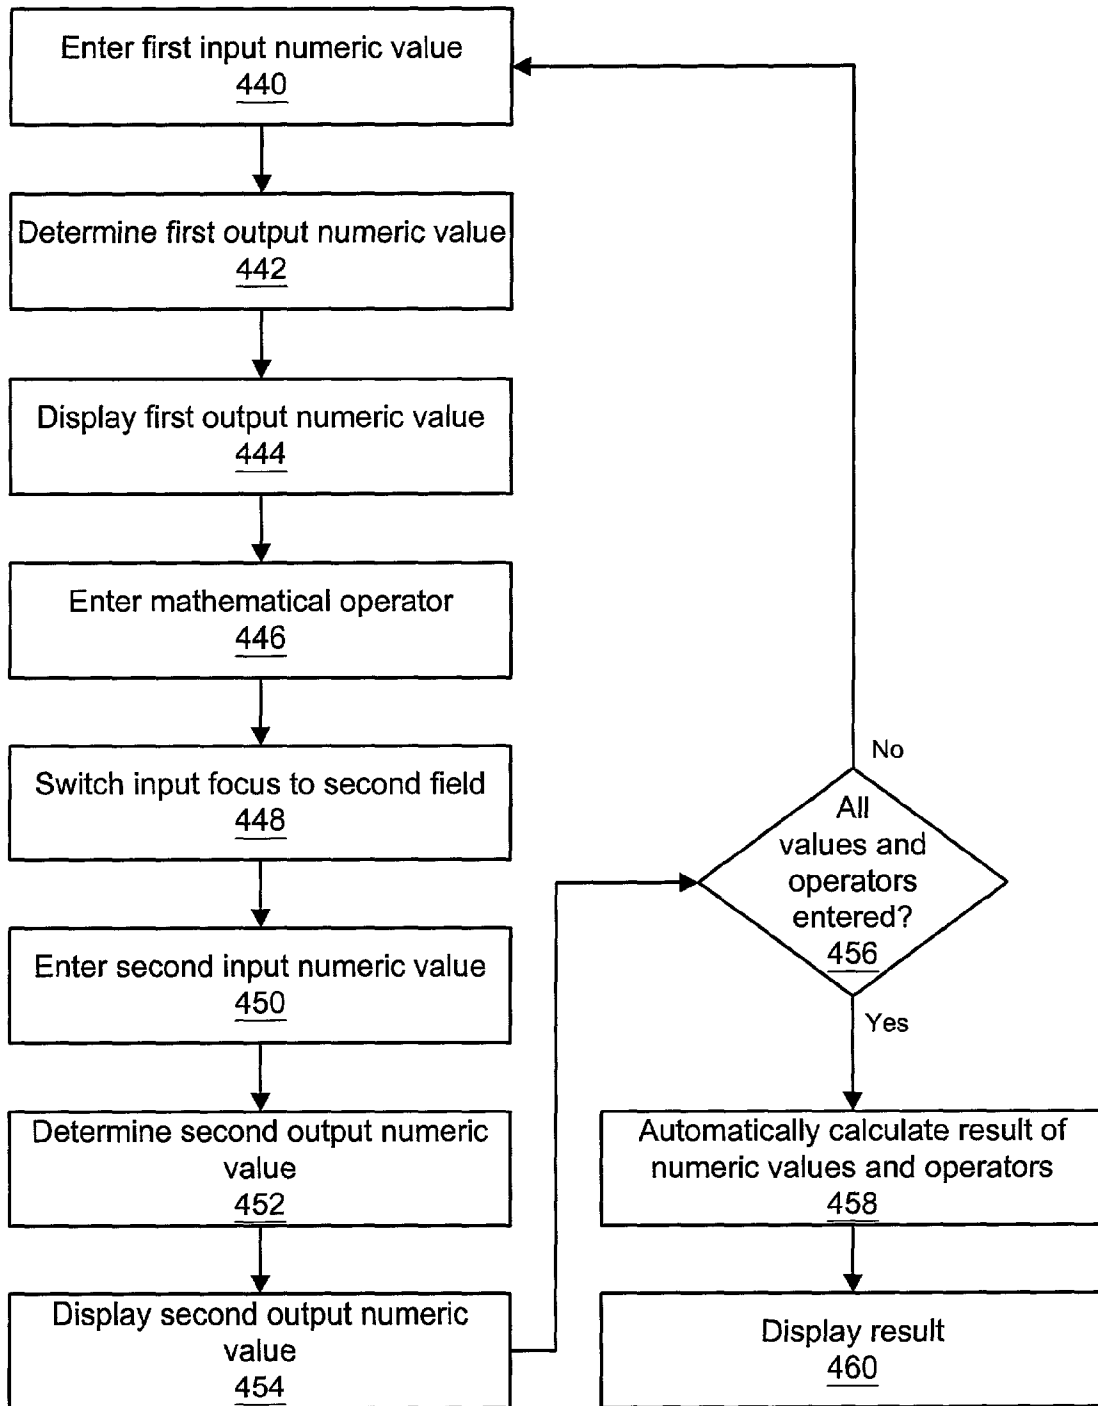 Enter first input numeric value
440
Determine first output numeric value
442
Display first output numeric value
444
Enter mathematical operator
446
Switch input focus to second field
448
Enter second input numeric value
450
Determine second output numeric
value
452
Display second output numeric
value
454
No
All
values and
operators
entered?
456
Yes
Automatically calculate result of
numeric values and operators
458
Display result
460